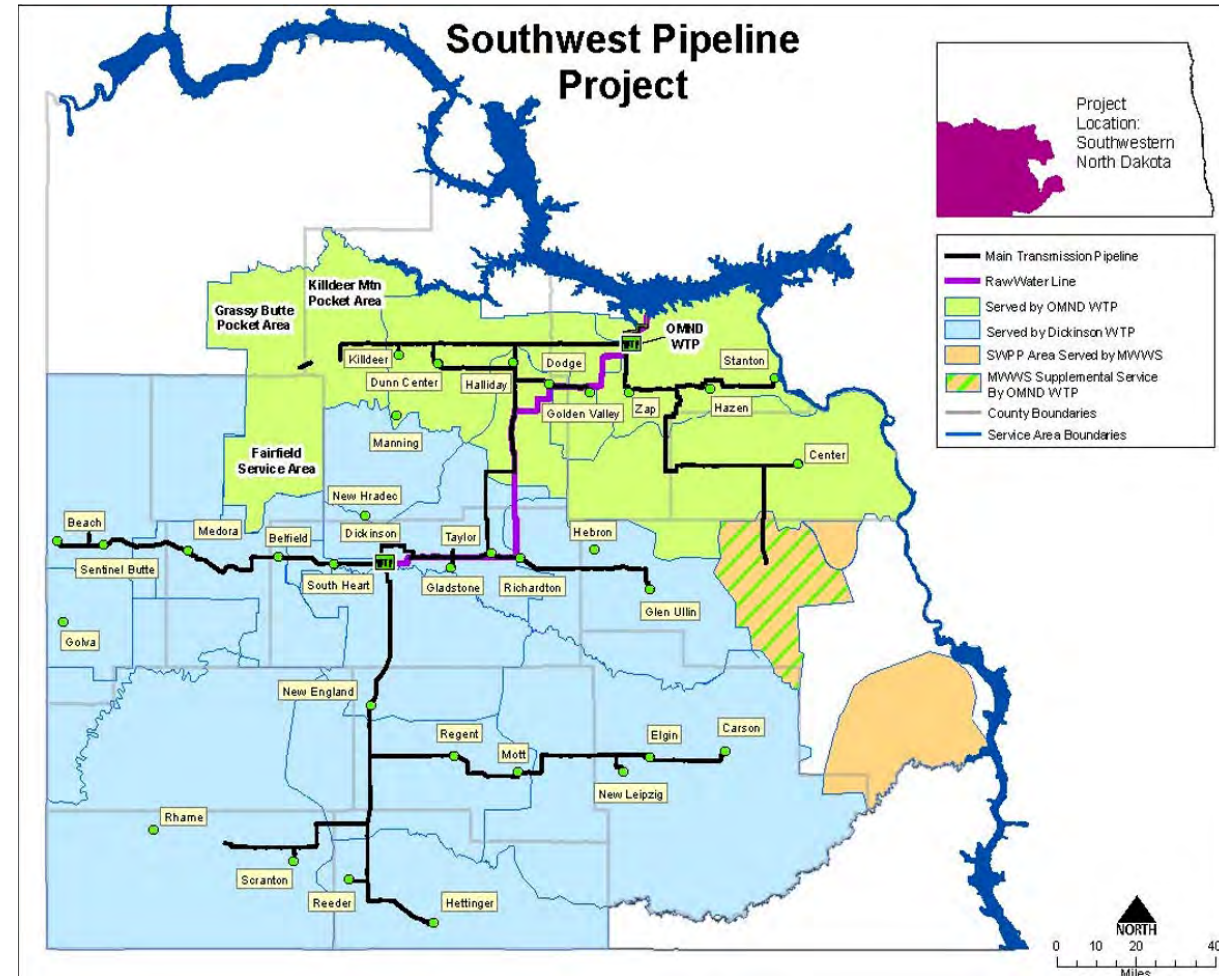 Southwest Pipeline
Project
Project
Location:
Southwestern
North Dakota
Main Transmission Pipeline
Raw Water Line
Served by OMND WTP
Served by Dickinson WTP
SWPP Area Served by MWWS
MWWS Supplemental Service
By OMND WTP
County Boundaries
Service Area Boundaries
Killdeer Mtn
Pocket Area
Grassy Butte
Pocket Area
OMND
WTP
WTP
Killdeer
Dodge
Stanton
Dunn Center
Halliday
Golden Valley
Zap
Hazen
Manning
Fairfield
Service Area
Center
New Hradec
Beach
Medora
Belfield
Dickinson
Taylor
Hebron
WTP
Sentinel Butte
South Heart
Gladstone
Richardton
Glen Ullin
Golva
New England
Regent
Mott
Elgin
Carson
New Leipzig
Rhame
Scranton
Reeder
Hettinger
NORTH
0 10 20 40
Miles